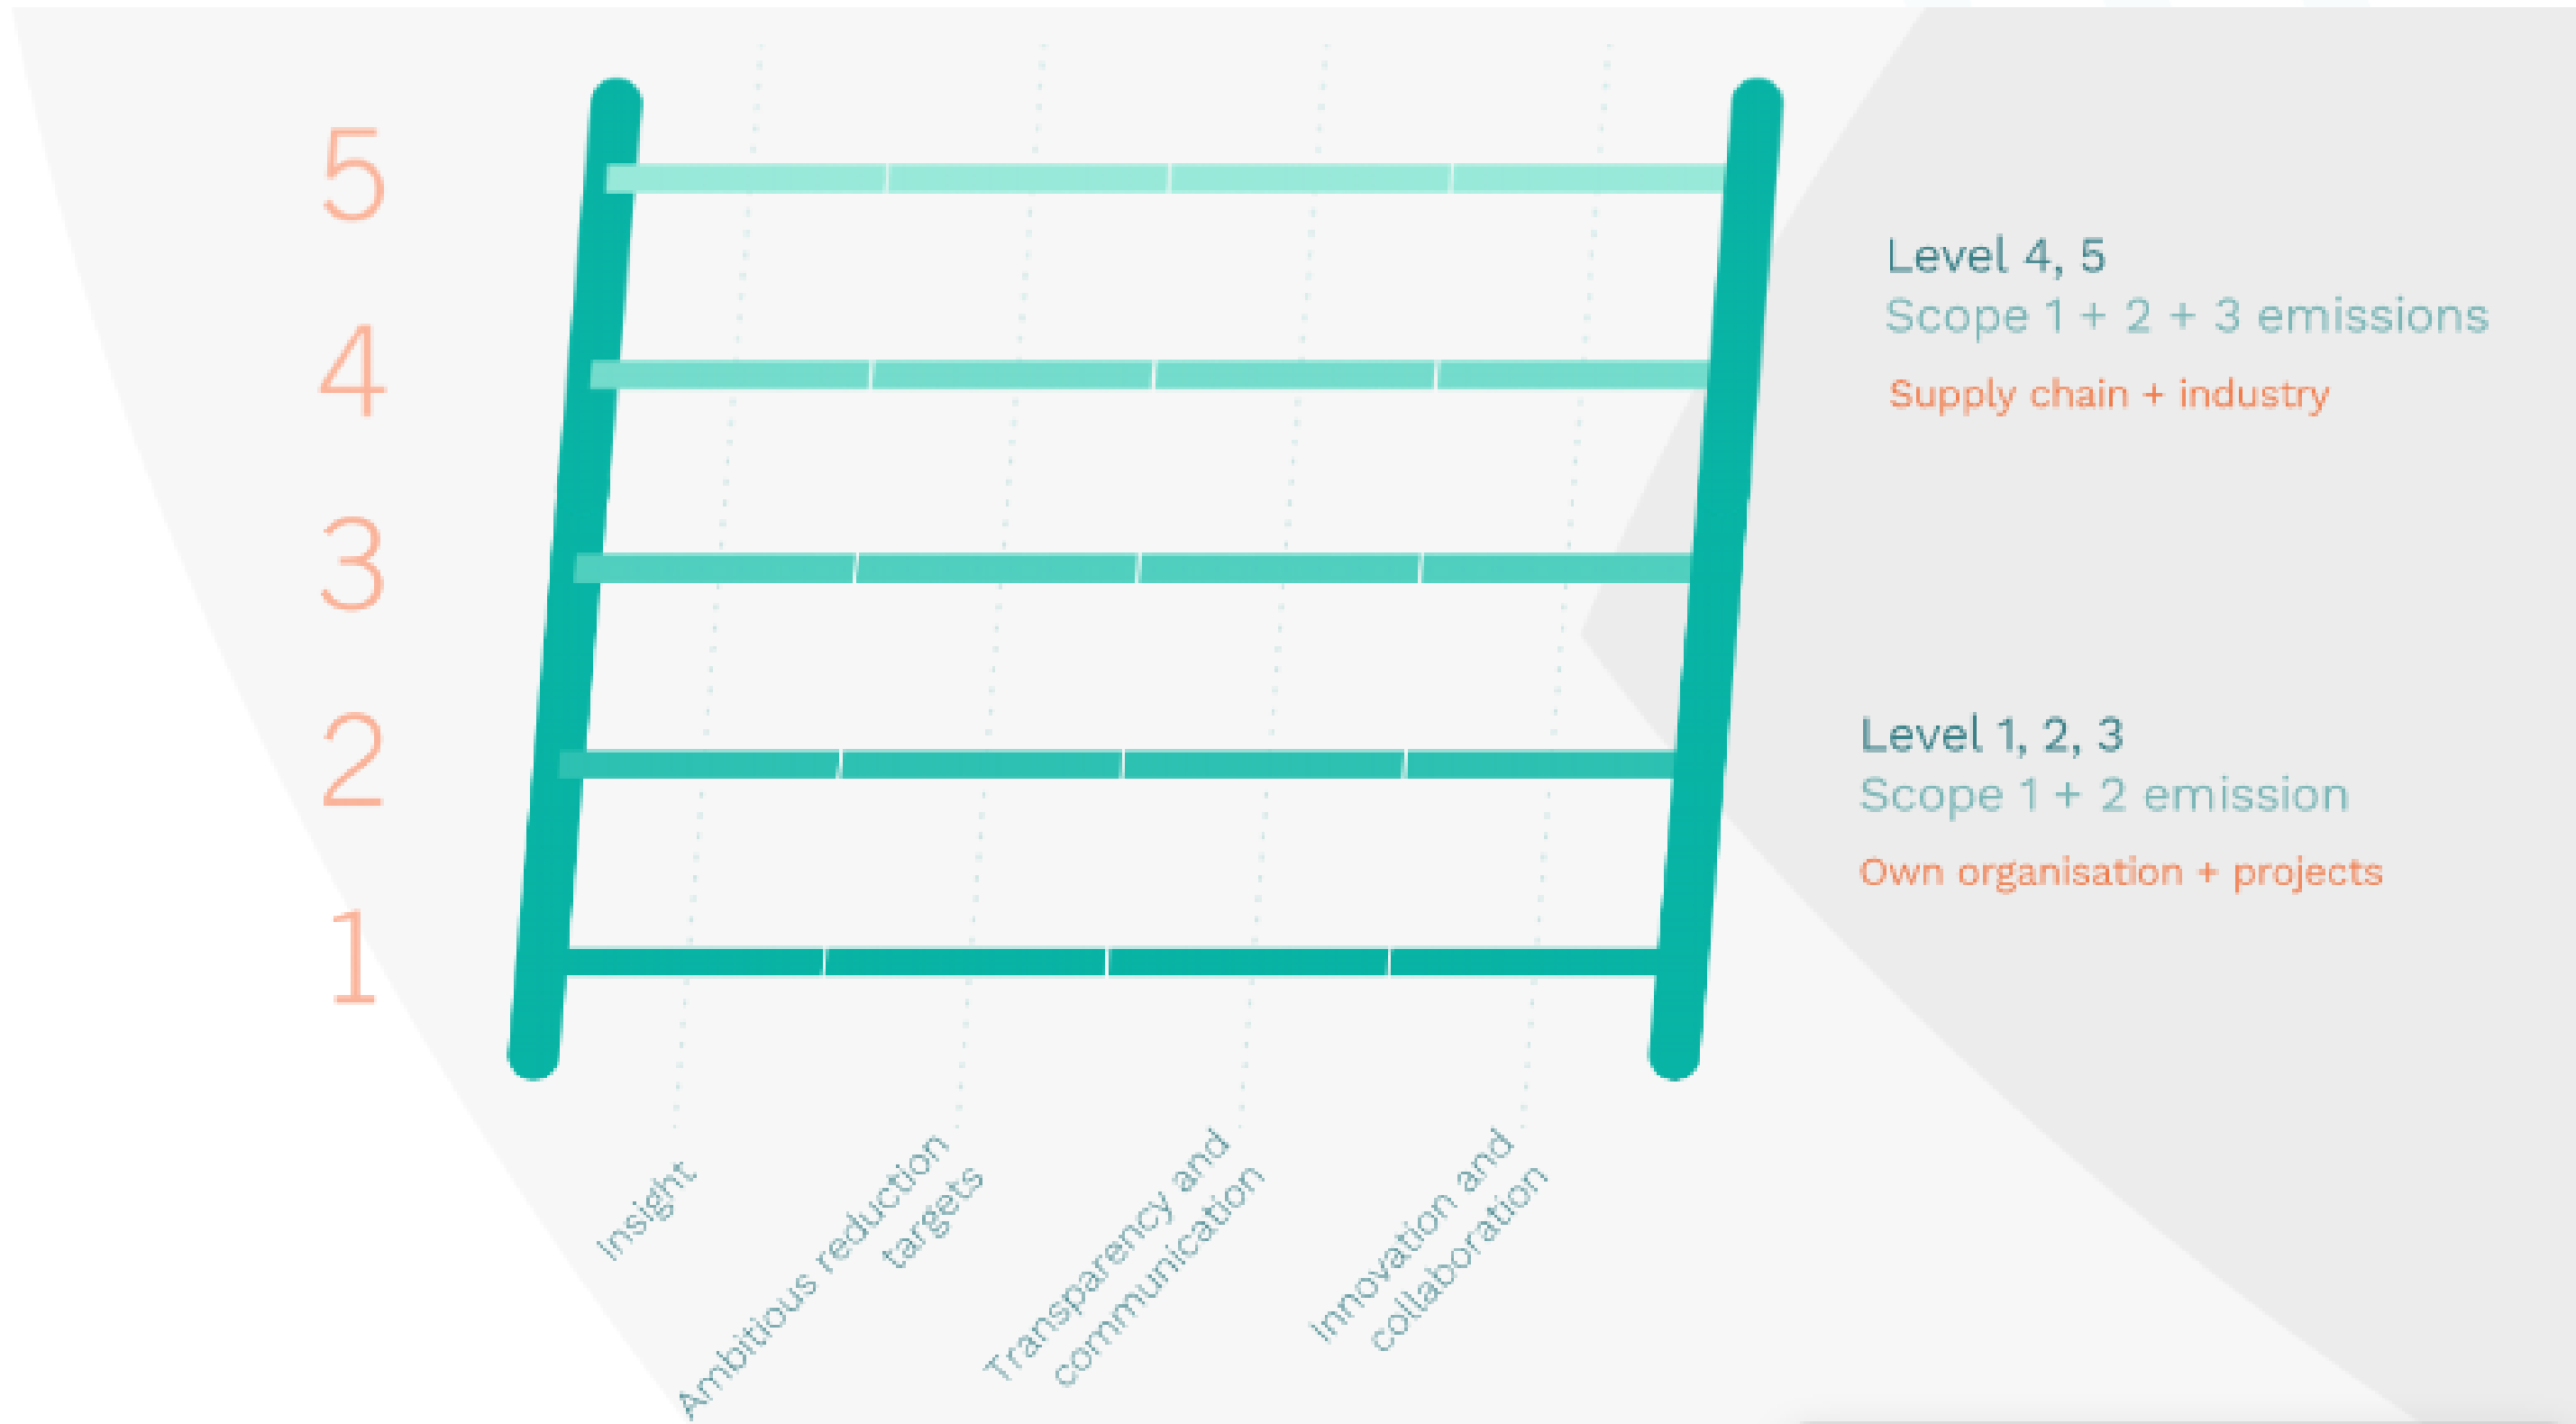 5
4
3
2
1
Level 4, 5
Scope 1 + 2 + 3 emissions
Supply chain + industry
Level 1, 2, 3
Scope 1 + 2 emission
Own organisation + projects
Insight
Ambitious reduction
targets
Transparency and
communication
Innovation and
collaboration